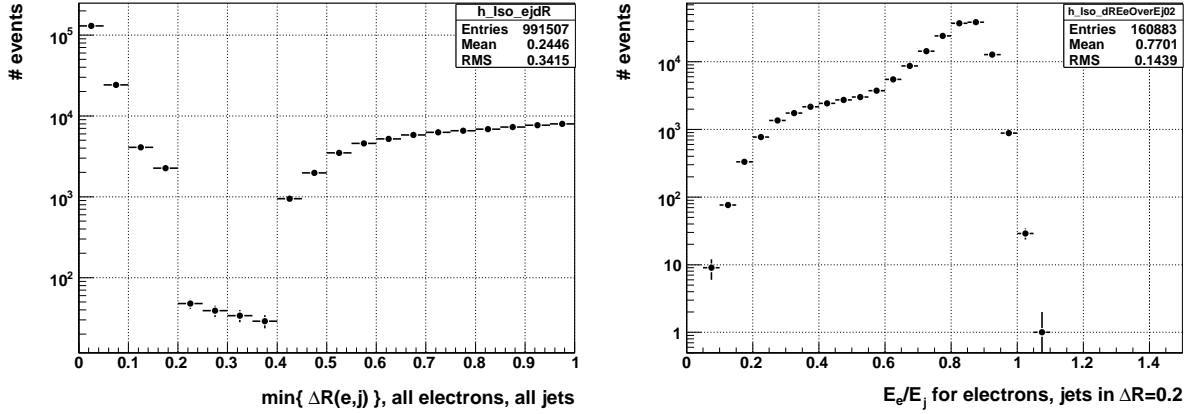 h_Iso_ejdR
Entries 991507
Mean 0.2446
RMS 0.3415
# events
10^5
10^4
10^3
10^2
0 0.1 0.2 0.3 0.4 0.5 0.6 0.7 0.8 0.9 1
min{ ΔR(e,j) }, all electrons, all jets
h_Iso_dREeOverEj02
Entries 160883
Mean 0.7701
RMS 0.1439
# events
10^4
10^3
10^2
10
1
0 0.2 0.4 0.6 0.8 1 1.2 1.4
E_e/E_j for electrons, jets in ΔR=0.2